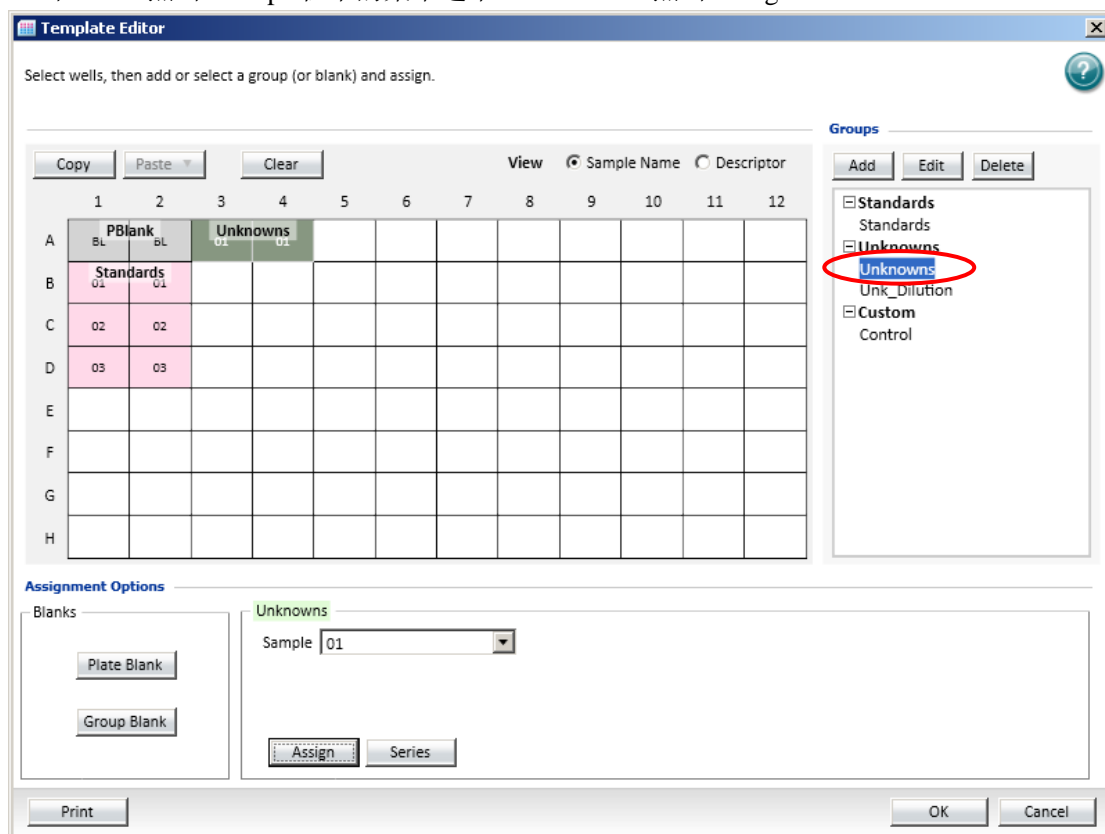 Template Editor
Select wells, then add or select a group (or blank) and assign.
Groups
Copy Paste Clear View Sample Name Descriptor
Add Edit Delete
1 2 3 4 5 6 7 8 9 10 11 12
A PBlank BL BL Unknowns 01 01
B Standards 01 01
C 02 02
D 03 03
E
F
G
H
Standards
Standards
Unknowns
Unknowns
Unk_Dilution
Custom
Control
Assignment Options
Blanks
Plate Blank
Group Blank
Unknowns
Sample 01
Assign Series
Print OK Cancel